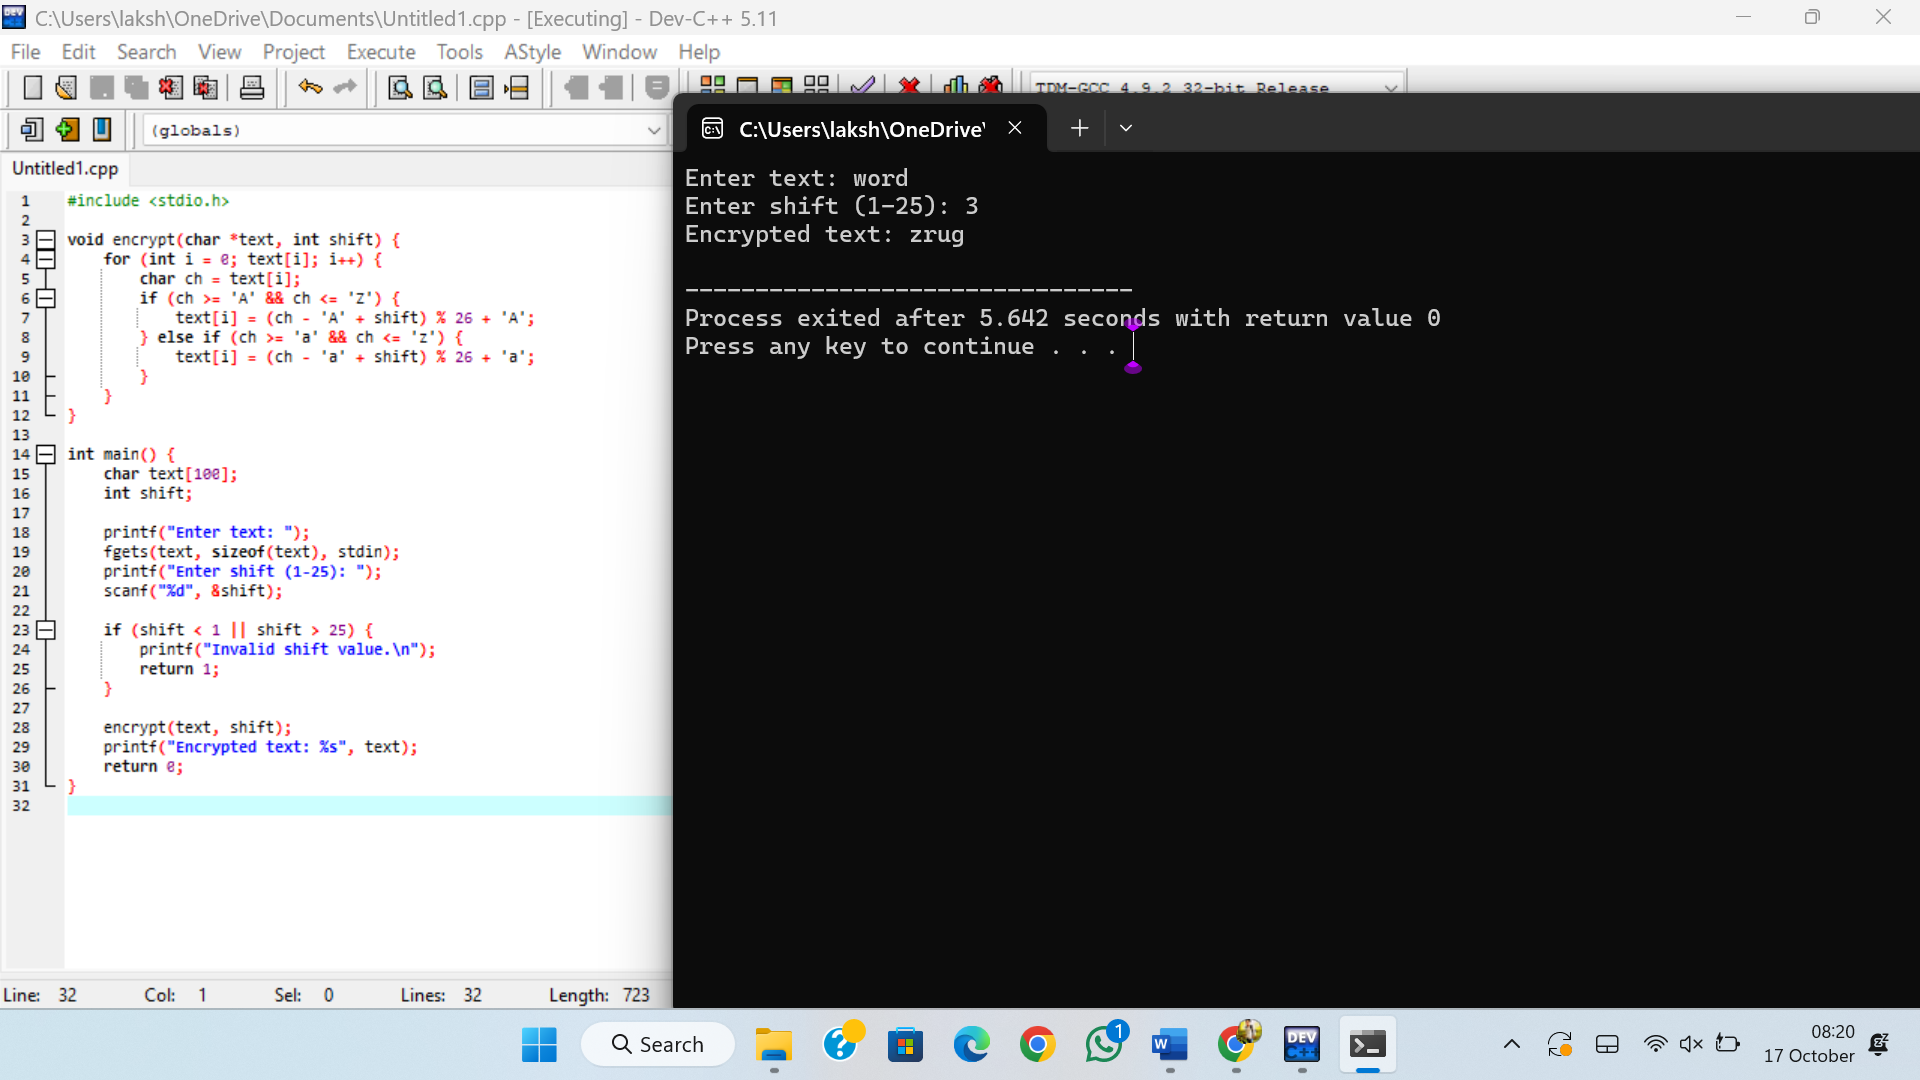 C:\Users\laksh\OneDrive\Documents\Untitled1.cpp - [Executing] - Dev-C++ 5.11
File Edit Search View Project Execute Tools AStyle Window Help
TDM-GCC 4.9.2 32-bit Release
(globals)
Untitled1.cpp
1 #include <stdio.h>
2
3 void encrypt(char *text, int shift) {
4 for (int i = 0; text[i]; i++) {
5 char ch = text[i];
6 if (ch >= 'A' && ch <= 'Z') {
7 text[i] = (ch - 'A' + shift) % 26 + 'A';
8 } else if (ch >= 'a' && ch <= 'z') {
9 text[i] = (ch - 'a' + shift) % 26 + 'a';
10 }
11 }
12 }
13
14 int main() {
15 char text[100];
16 int shift;
17
18 printf("Enter text: ");
19 fgets(text, sizeof(text), stdin);
20 printf("Enter shift (1-25): ");
21 scanf("%d", &shift);
22
23 if (shift < 1 || shift > 25) {
24 printf("Invalid shift value.\n");
25 return 1;
26 }
27
28 encrypt(text, shift);
29 printf("Encrypted text: %s", text);
30 return 0;
31 }
32
Line: 32 Col: 1 Sel: 0 Lines: 32 Length: 723
C:\Users\laksh\OneDrive\
Enter text: word
Enter shift (1-25): 3
Encrypted text: zrug
--------------------------------
Process exited after 5.642 seconds with return value 0
Press any key to continue . . .
Search
1
W
DEV C++
08:20
17 October